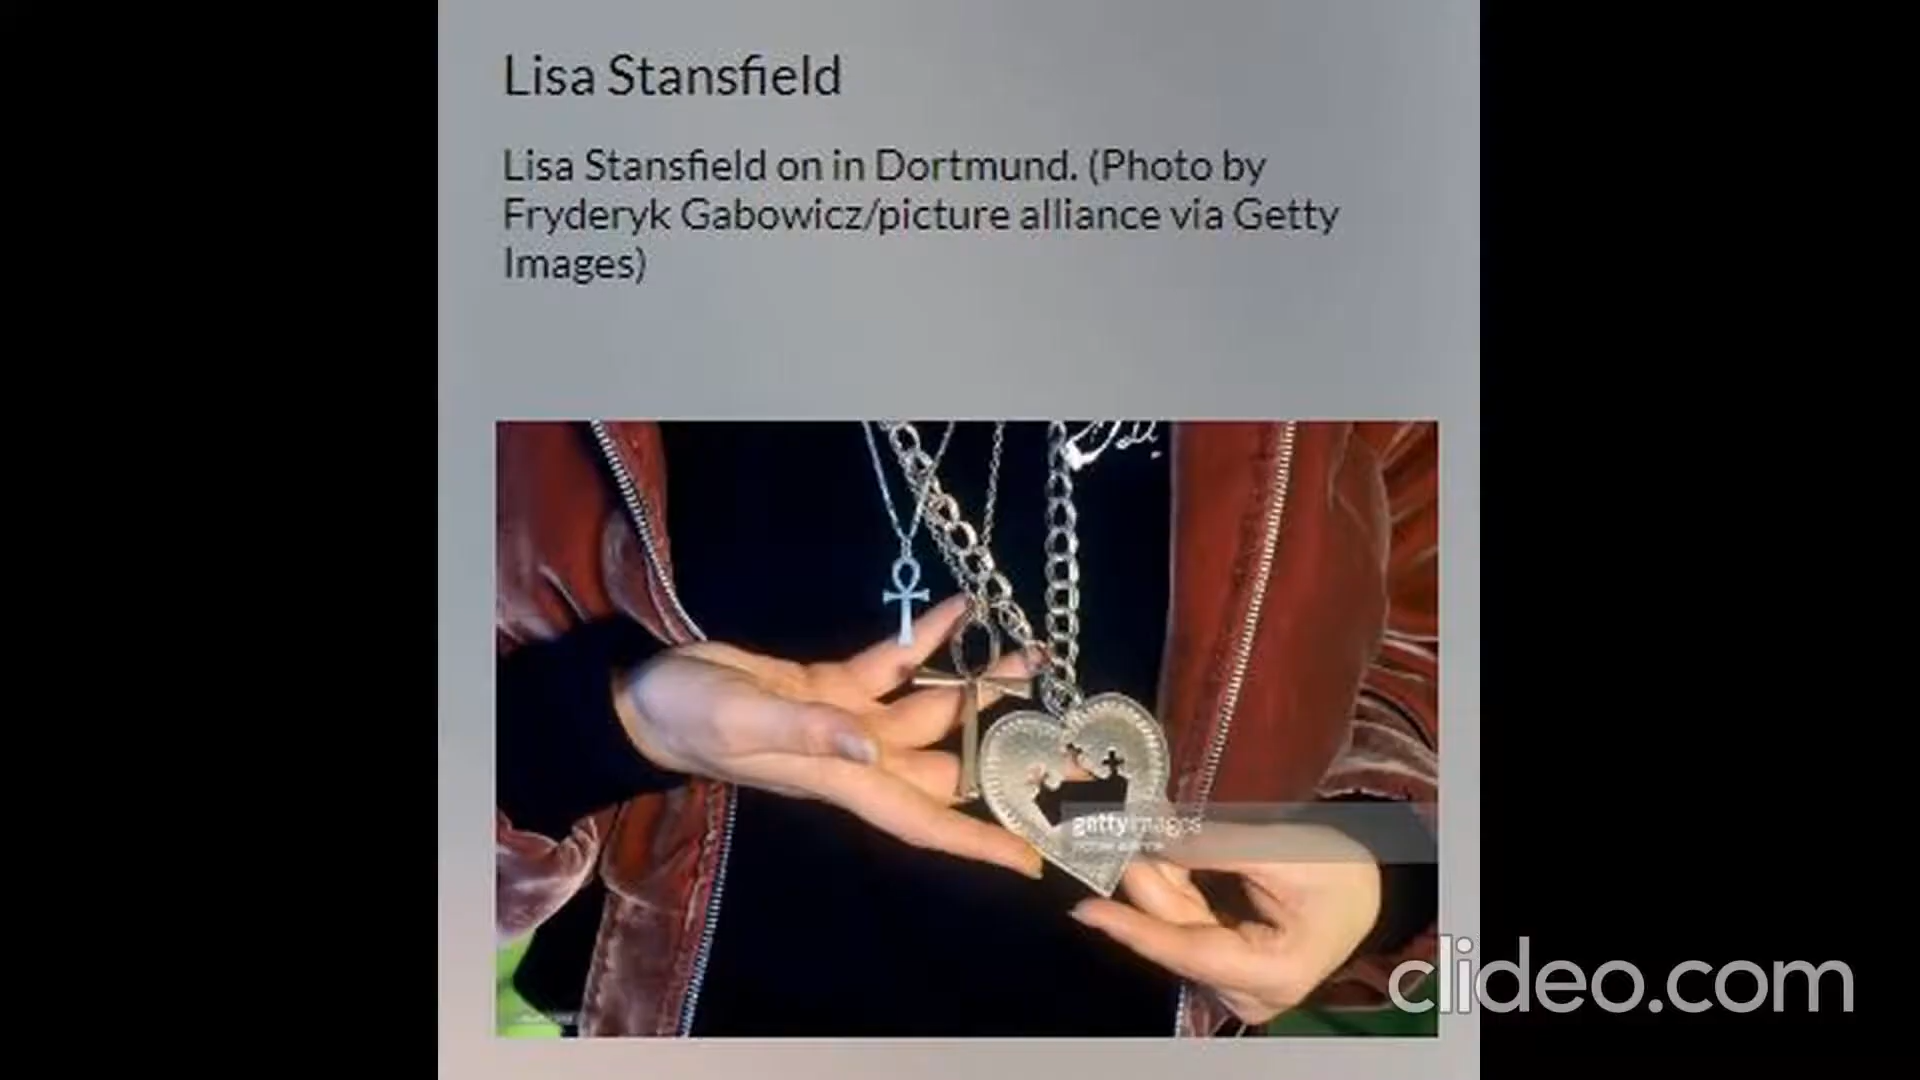 Lisa Stansfield
Lisa Stansfield on in Dortmund. (Photo by
Fryderyk Gabowicz/picture alliance via Getty
Images)
gettyimages
clideo.com